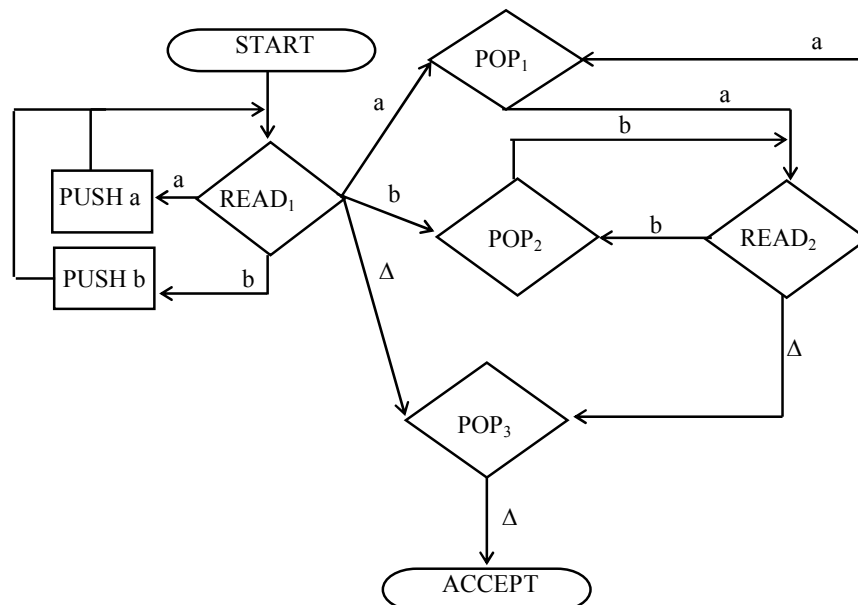 START
POP₁
a
a
a
b
PUSH a
a
READ₁
b
POP₂
b
READ₂
PUSH b
b
Δ
Δ
POP₃
Δ
ACCEPT